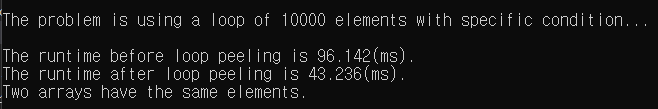 The problem is using a loop of 10000 elements with specific condition...
The runtime before loop peeling is 96.142(ms).
The runtime after loop peeling is 43.236(ms).
Two arrays have the same elements.